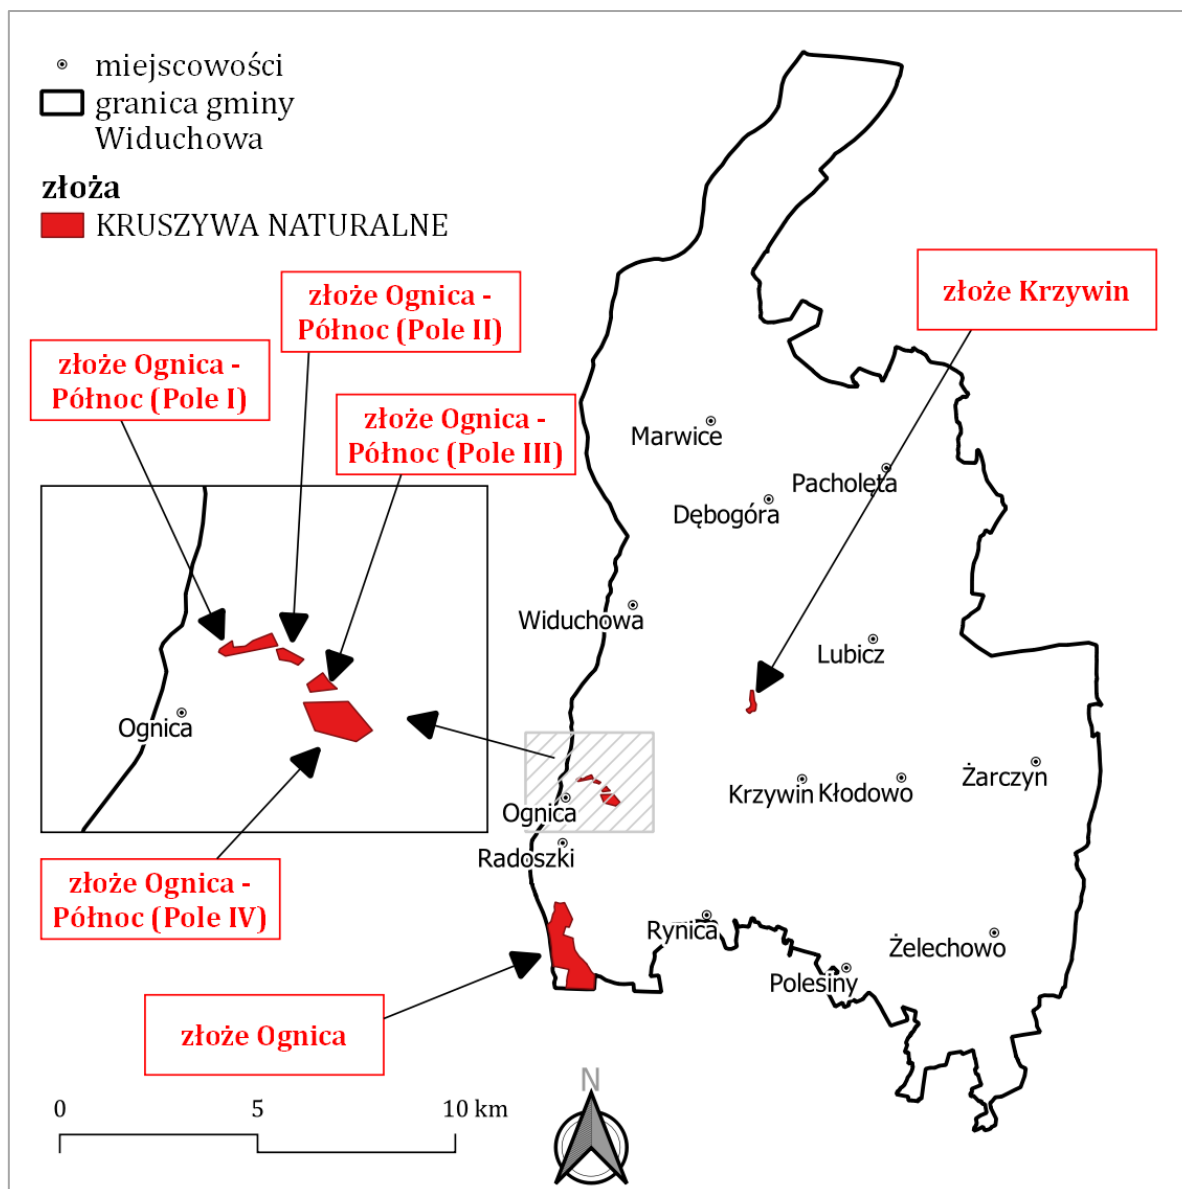 miejscowości
granica gminy
Widuchowa
złoża
KRUSZYWA NATURALNE
złoże Ognica -
Północ (Pole II)
złoże Krzywin
złoże Ognica -
Północ (Pole I)
złoże Ognica -
Północ (Pole III)
Marwice
Pacholęta
Dębogóra
Widuchowa
Lubicz
Ognica
Żarczyn
Krzywin
Kłodowo
Ognica
Radoszki
złoże Ognica -
Północ (Pole IV)
Rynica
Żelechowo
Polesiny
złoże Ognica
N
0 5 10 km